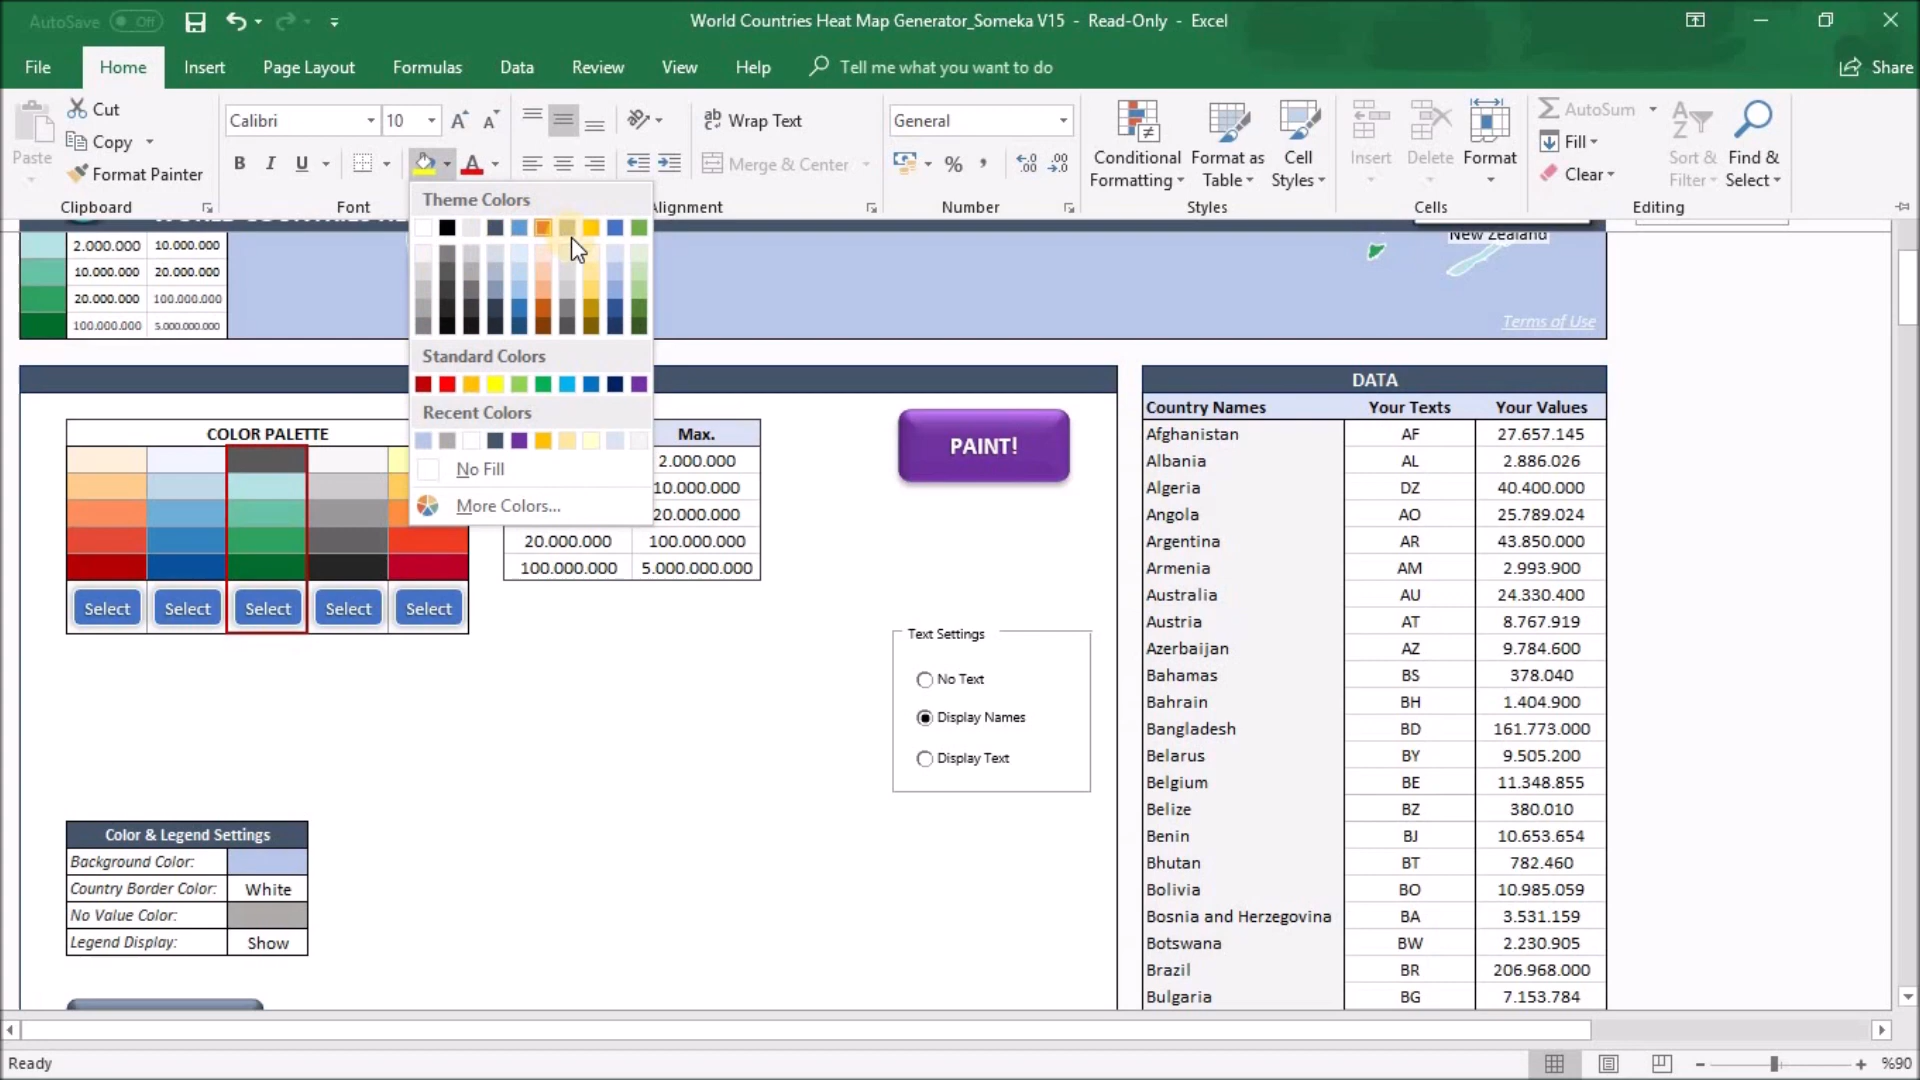 AutoSave Off
World Countries Heat Map Generator_Someka V15 - Read-Only - Excel
File Home Insert Page Layout Formulas Data Review View Help Tell me what you want to do Share
Cut
Copy
Format Painter
Paste
Clipboard
Calibri 10
B I U A
Font
ab Wrap Text
Merge & Center
Alignment
General
% ,
Number
Conditional Formatting
Format as Table
Cell Styles
Styles
Insert Delete Format
Cells
AutoSum
Fill
Clear
Sort & Filter
Find & Select
Editing
Theme Colors
Standard Colors
Recent Colors
No Fill
More Colors...
2.000.000 10.000.000
10.000.000 20.000.000
20.000.000 100.000.000
100.000.000 5.000.000.000
New Zealand
Terms of Use
COLOR PALETTE
Select Select Select Select Select
Max.
2.000.000
10.000.000
20.000.000
20.000.000 100.000.000
100.000.000 5.000.000.000
PAINT!
Text Settings
No Text
Display Names
Display Text
Color & Legend Settings
Background Color:
Country Border Color: White
No Value Color:
Legend Display: Show
DATA
Country Names Your Texts Your Values
Afghanistan AF 27.657.145
Albania AL 2.886.026
Algeria DZ 40.400.000
Angola AO 25.789.024
Argentina AR 43.850.000
Armenia AM 2.993.900
Australia AU 24.330.400
Austria AT 8.767.919
Azerbaijan AZ 9.784.600
Bahamas BS 378.040
Bahrain BH 1.404.900
Bangladesh BD 161.773.000
Belarus BY 9.505.200
Belgium BE 11.348.855
Belize BZ 380.010
Benin BJ 10.653.654
Bhutan BT 782.460
Bolivia BO 10.985.059
Bosnia and Herzegovina BA 3.531.159
Botswana BW 2.230.905
Brazil BR 206.968.000
Bulgaria BG 7.153.784
Ready
%90